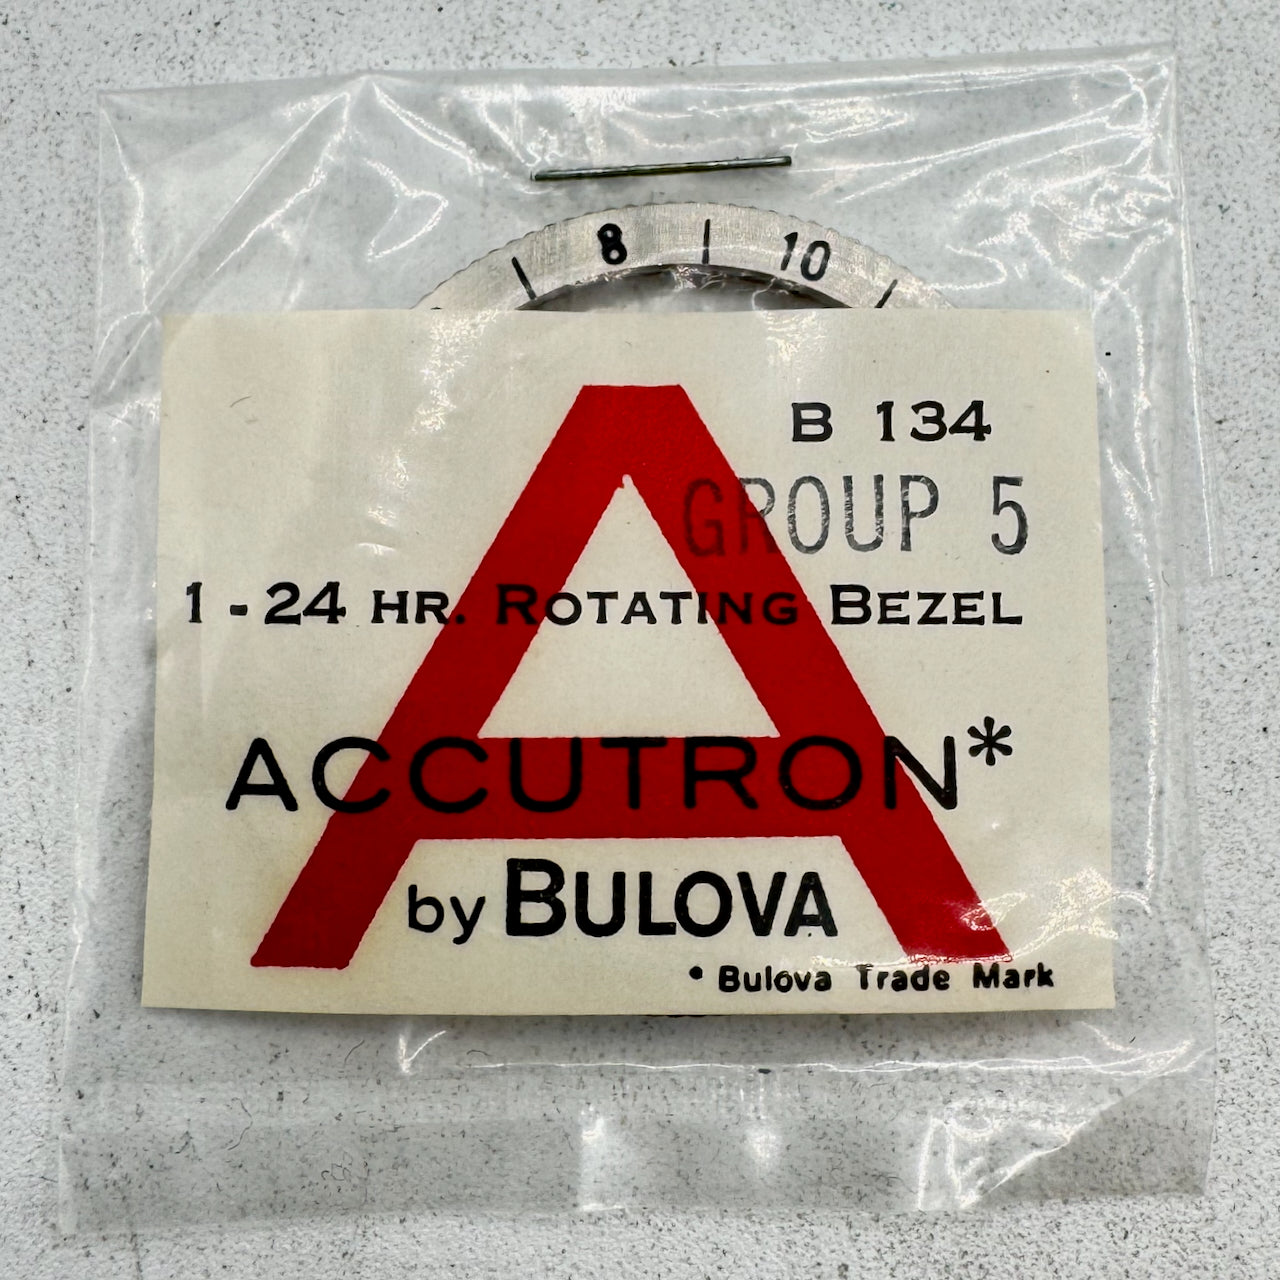 8 | 10
B 134
GROUP 5
1 - 24 HR. ROTATING BEZEL
ACCUTRON*
by BULOVA
* Bulova Trade Mark